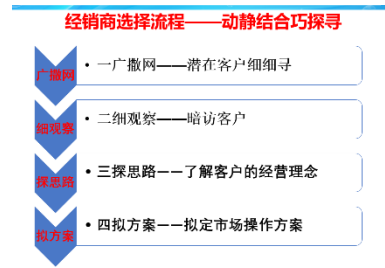 经销商选择流程——动静结合巧探寻
广撒网
• 一广撒网——潜在客户细细寻
细观察
• 二细观察——暗访客户
探思路
• 三探思路——了解客户的经营理念
拟方案
• 四拟方案——拟定市场操作方案